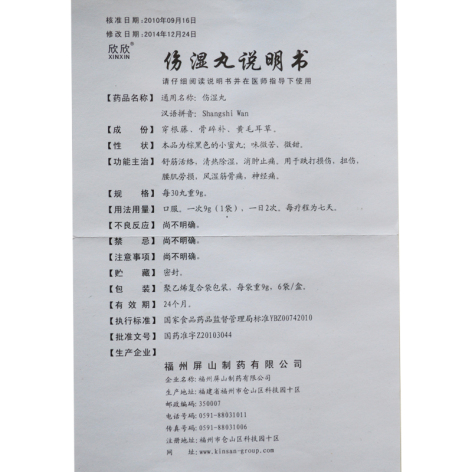 核准日期:2010年09月16日
修改日期:2014年12月24日
欣欣®
XINXIN
伤湿丸说明书
请仔细阅读说明书并在医师指导下使用
【药品名称】 通用名称:伤湿丸
汉语拼音:Shangshi Wan
【成 份】 穿根藤、骨碎补、黄毛耳草。
【性 状】 本品为棕黑色的小蜜丸;味微苦、微甜。
【功能主治】 舒筋活络,清热除湿,消肿止痛。用于跌打损伤、扭伤、
腰肌劳损、风湿筋骨痛、神经痛。
【规 格】 每30丸重9g。
【用法用量】 口服。一次9g(1袋),一日2次。每疗程为七天。
【不良反应】 尚不明确。
【禁 忌】 尚不明确。
【注意事项】 尚不明确。
【贮 藏】 密封。
【包 装】 聚乙烯复合袋包装。每袋重9g,6袋/盒。
【有 效 期】 24个月。
【执行标准】 国家食品药品监督管理局标准YBZ00742010
【批准文号】 国药准字Z20103044
【生产企业】
福州屏山制药有限公司
企业名称:福州屏山制药有限公司
生产地址:福建省福州市仓山区科技园十区
邮政编码:350007
电话号码:0591-88031011
传真号码:0591-88031006
注册地址:福州市仓山区科技园十区
网 址:www.kinsan-group.com